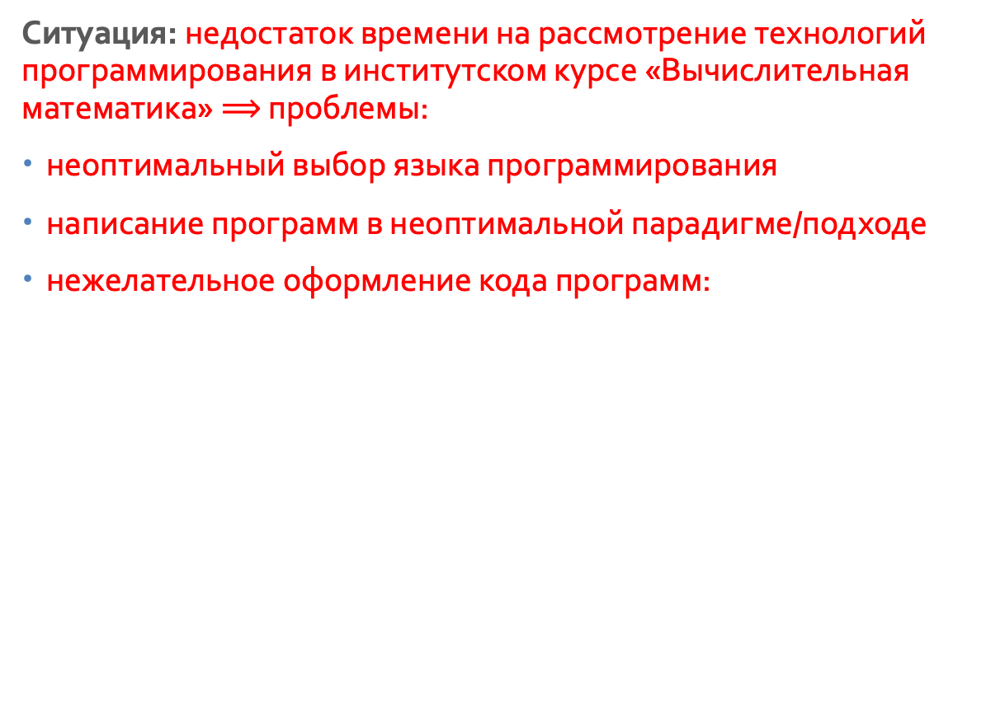 Ситуация: недостаток времени на рассмотрение технологий
программирования в институтском курсе «Вычислительная
математика» ⟹ проблемы:
• неоптимальный выбор языка программирования
• написание программ в неоптимальной парадигме/подходе
• нежелательное оформление кода программ: